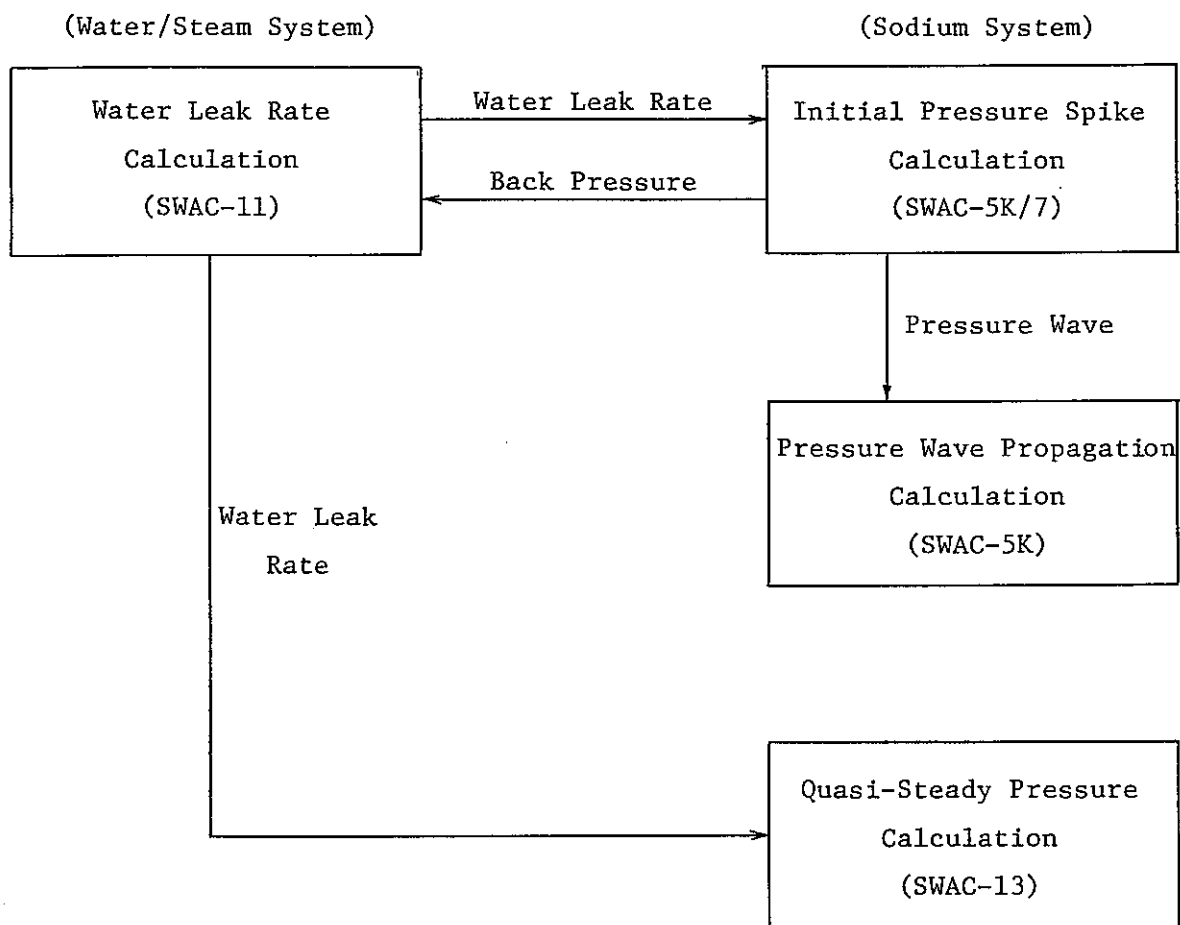 (Water/Steam System)
(Sodium System)
Water Leak Rate
Calculation
(SWAC-11)
Water Leak Rate
Back Pressure
Initial Pressure Spike
Calculation
(SWAC-5K/7)
Pressure Wave
Pressure Wave Propagation
Calculation
(SWAC-5K)
Water Leak
Rate
Quasi-Steady Pressure
Calculation
(SWAC-13)